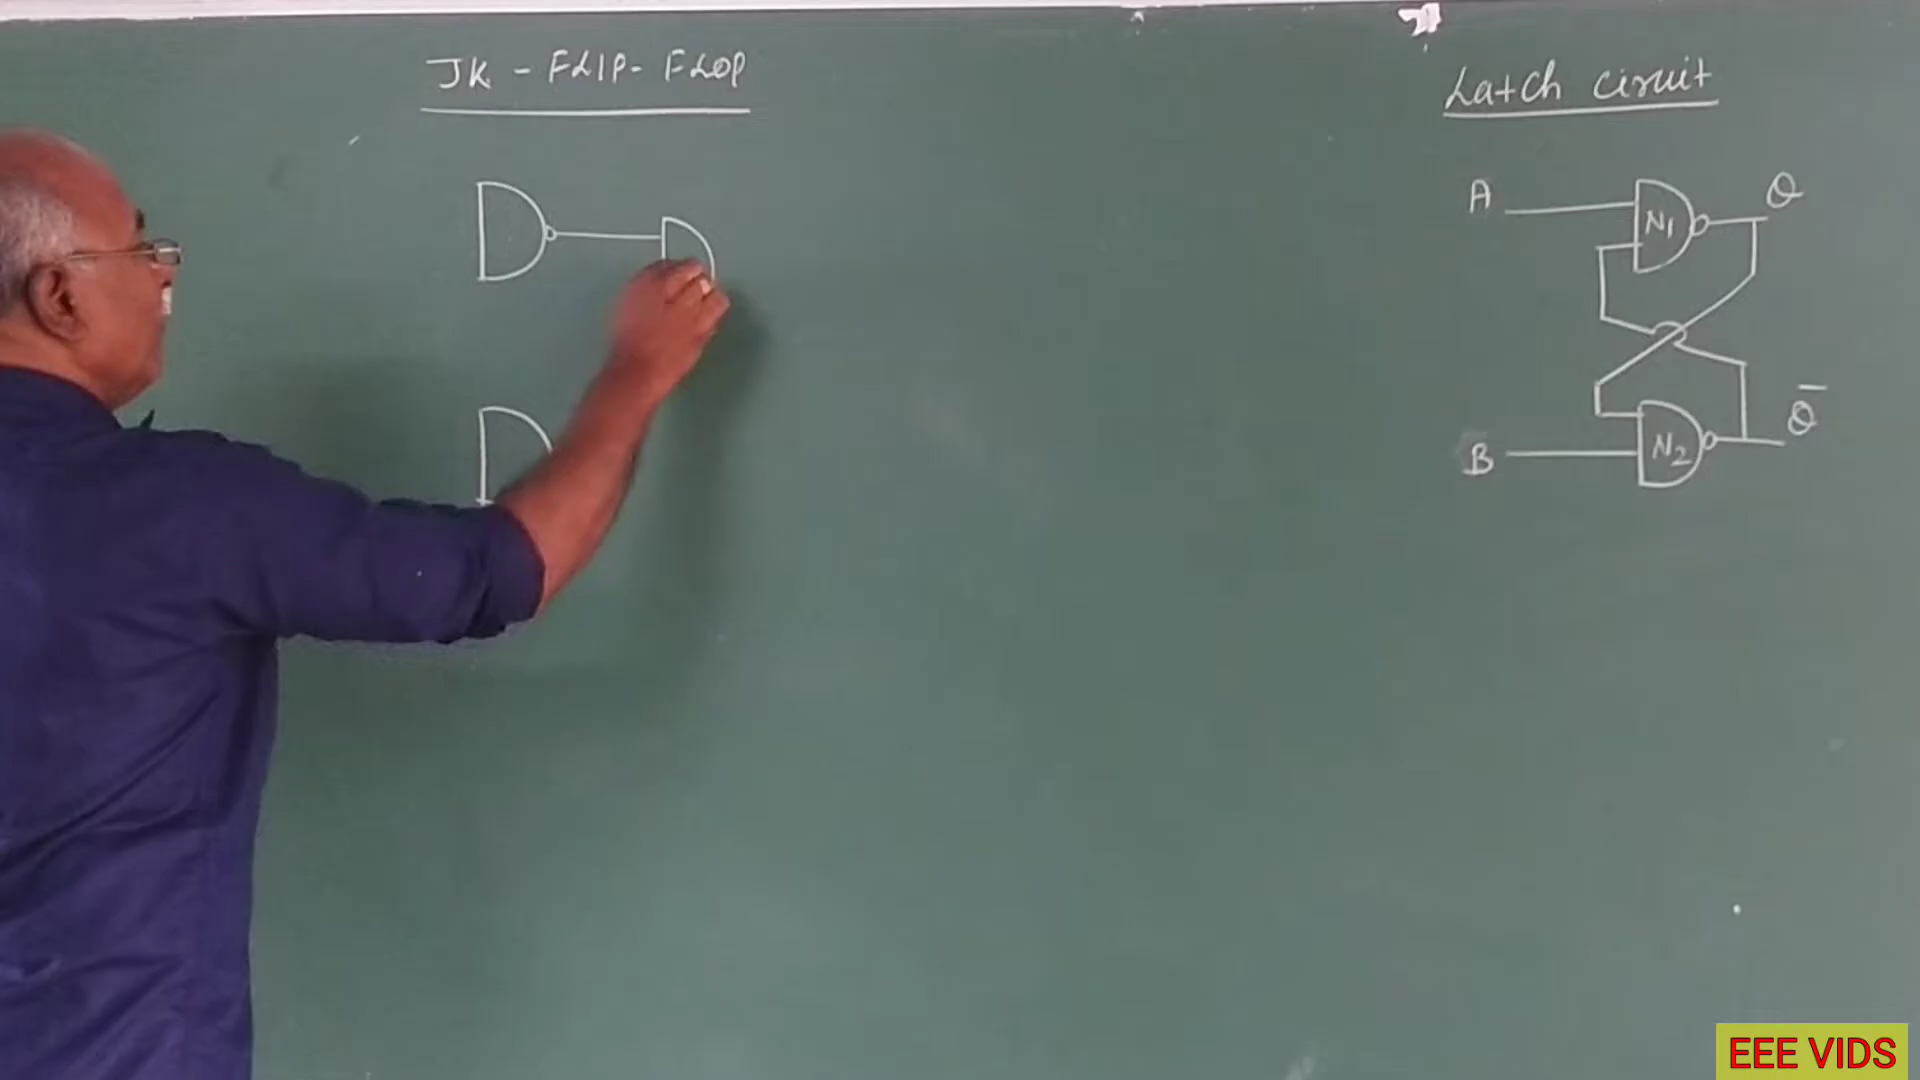 JK - FLIP - FLOP
Latch Ciruit
A
N1
Q
B
N2
Q̅
EEE VIDS